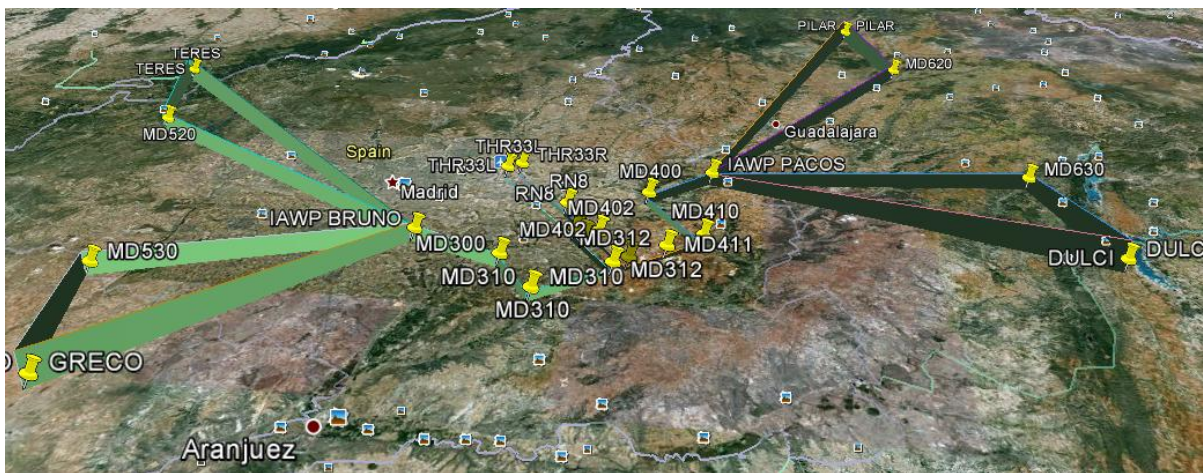 PILAR PILAR
TERES
TERES
MD620
MD520
Guadalajara
Spain
THR33L
THR33L THR33R
IAWP PACOS
MD630
RN8
MD400
Madrid
RN8
MD402
MD410
IAWP BRUNO
MD402
MD312
MD411
MD300
MD530
DULCI
DULC
MD310
MD310
MD312
MD310
O
GRECO
Aranjuez